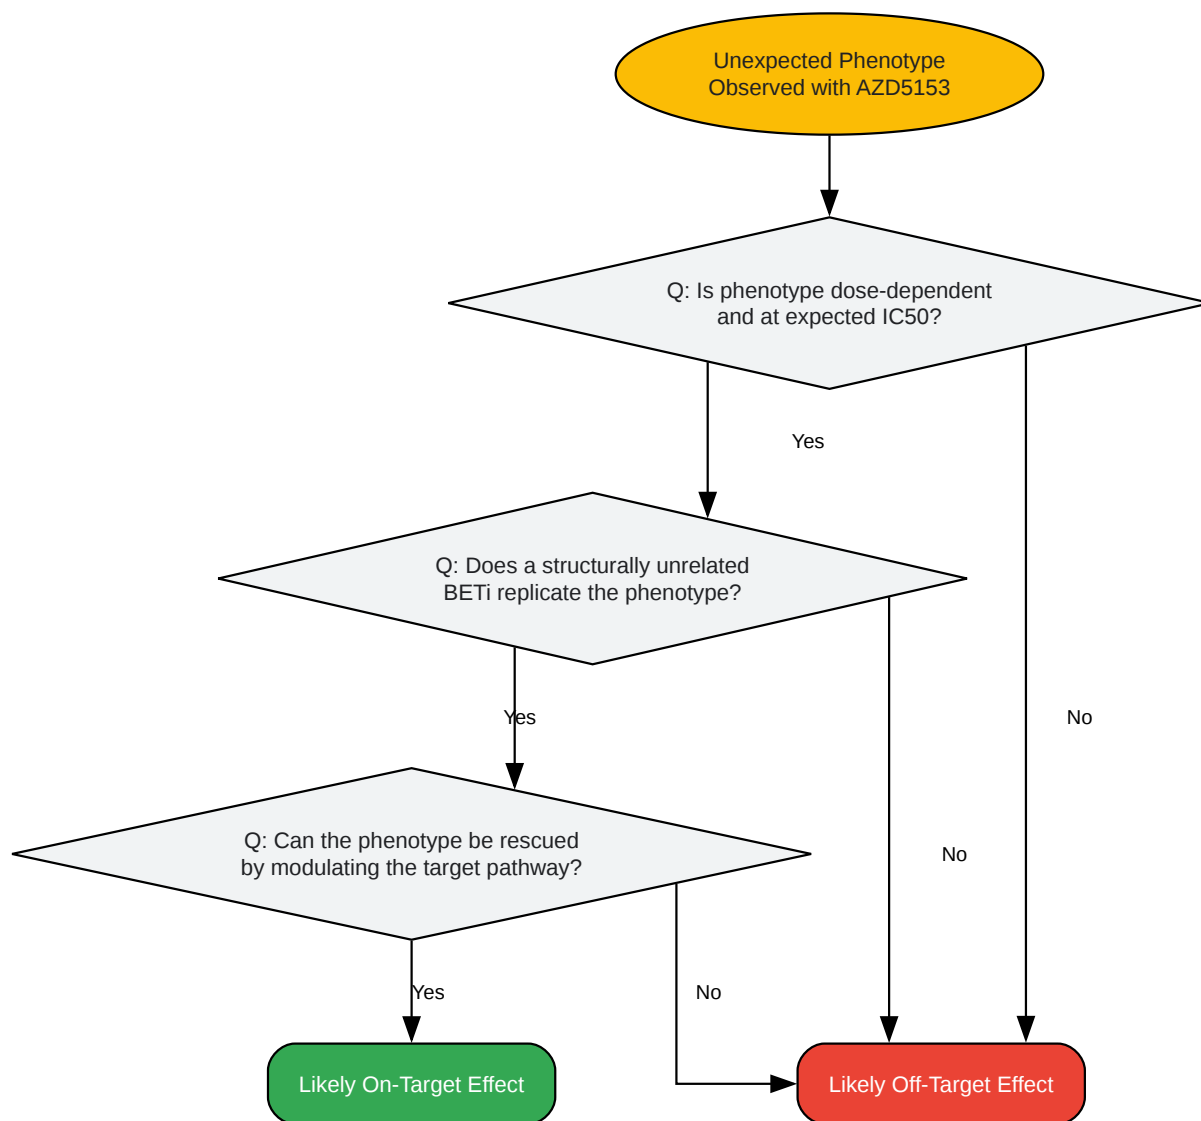 Unexpected Phenotype
Observed with AZD5153
Q: Is phenotype dose-dependent
and at expected IC50?
Yes
Q: Does a structurally unrelated
BETi replicate the phenotype?
Yes
No
Q: Can the phenotype be rescued
by modulating the target pathway?
No
Yes
No
Likely On-Target Effect
Likely Off-Target Effect